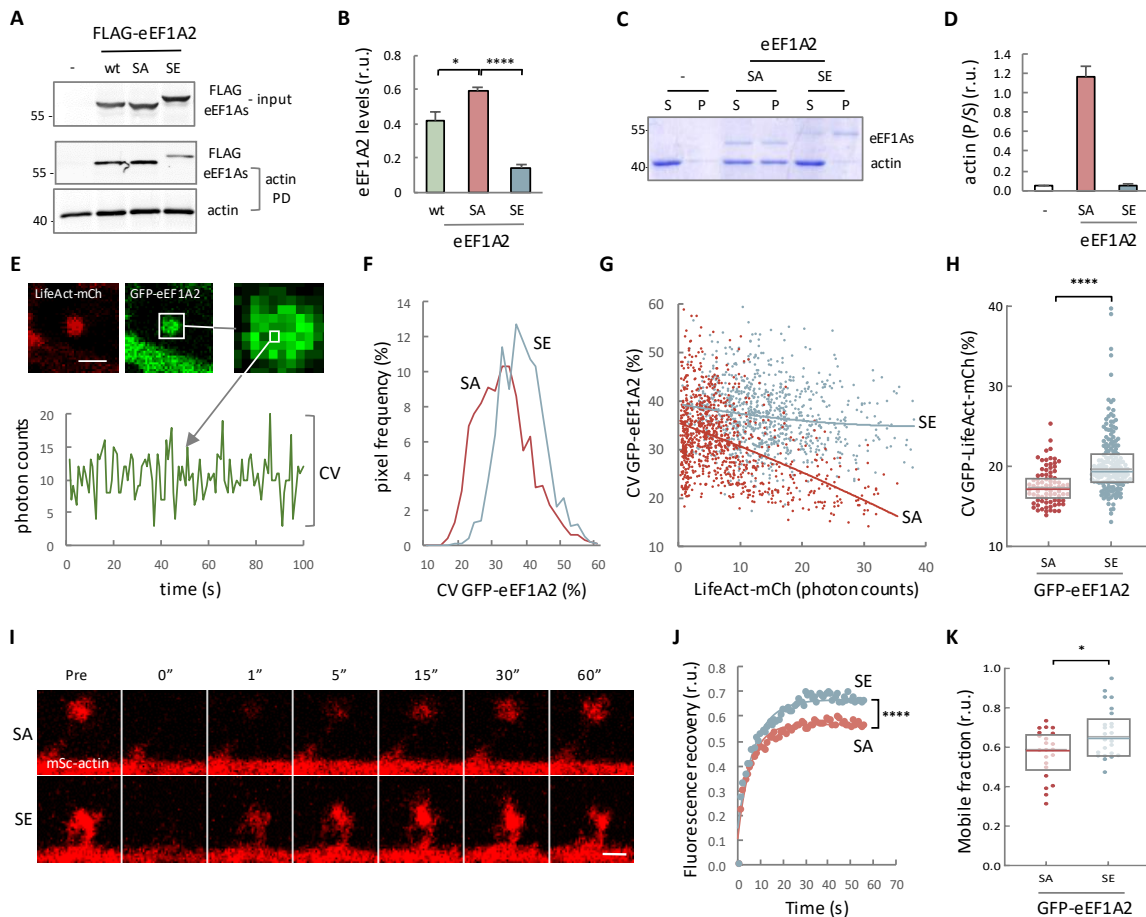 A
FLAG-eEF1A2
- wt SA SE
FLAG
eEF1As
input
55
FLAG
eEF1As
55
actin
PD
actin
40
B
eEF1A2 levels (r.u.)
0.8
0.6
0.4
0.2
0
* ****
wt SA SE
eEF1A2
C
eEF1A2
- SA SE
S P S P S P
55
eEF1As
40
actin
D
actin (P/S) (r.u.)
1.4
1.2
1.0
0.8
0.6
0.4
0.2
0.0
- SA SE
eEF1A2
E
LifeAct-mCh
GFP-eEF1A2
photon counts
20
15
10
5
0
CV
0 20 40 60 80 100
time (s)
F
pixel frequency (%)
14
12
10
8
6
4
2
0
SA
SE
10 20 30 40 50 60
CV GFP-eEF1A2 (%)
G
CV GFP-eEF1A2 (%)
60
50
40
30
20
10
SE
SA
0 10 20 30 40
LifeAct-mCh (photon counts)
H
CV GFP-LifeAct-mCh (%)
40
30
20
10
****
SA SE
GFP-eEF1A2
I
Pre 0” 1” 5” 15” 30” 60”
SA
mSc-actin
SE
J
Fluorescence recovery (r.u.)
0.8
0.7
0.6
0.5
0.4
0.3
0.2
0.1
0.0
SE
****
SA
0 10 20 30 40 50 60 70
Time (s)
K
Mobile fraction (r.u.)
1.0
0.8
0.6
0.4
0.2
0.0
*
SA SE
GFP-eEF1A2